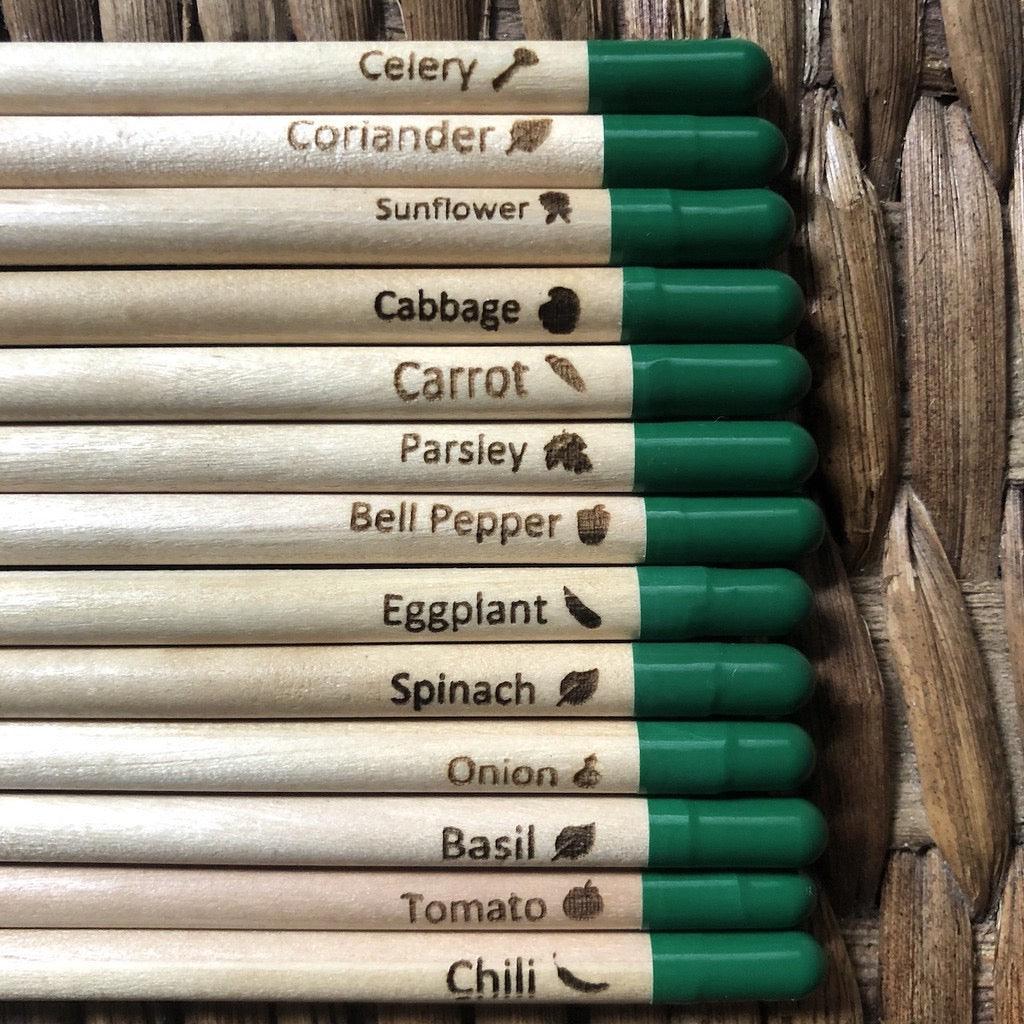 Celery
Coriander
Sunflower
Cabbage
Carrot
Parsley
Bell Pepper
Eggplant
Spinach
Onion
Basil
Tomato
Chili